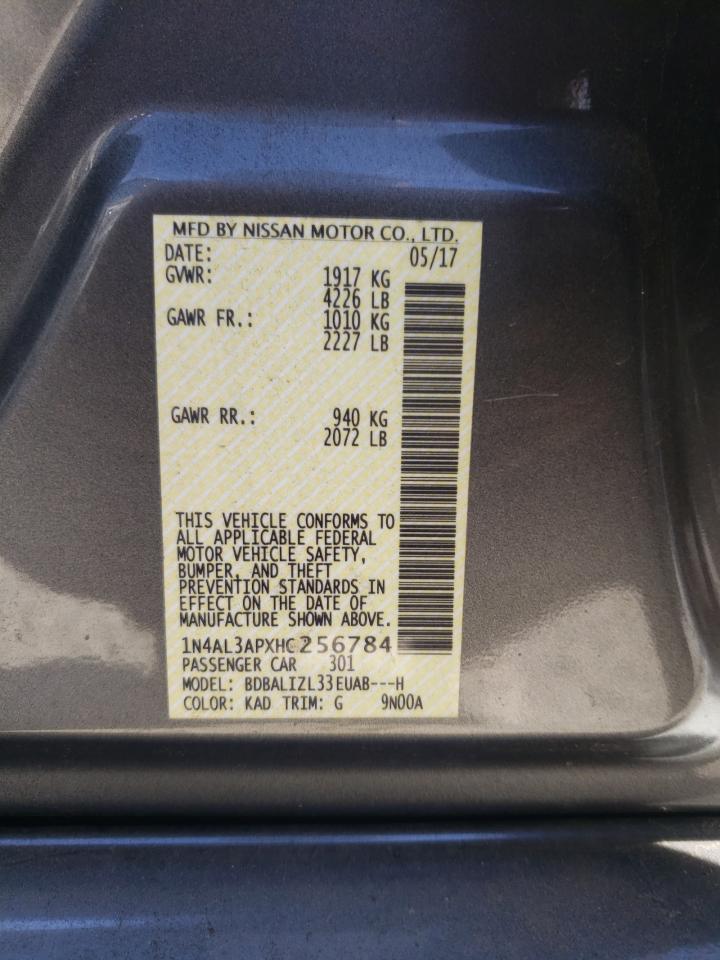 MFD BY NISSAN MOTOR CO., LTD.
DATE: 05/17
GVWR: 1917 KG
4226 LB
GAWR FR.: 1010 KG
2227 LB
GAWR RR.: 940 KG
2072 LB
THIS VEHICLE CONFORMS TO
ALL APPLICABLE FEDERAL
MOTOR VEHICLE SAFETY,
BUMPER, AND THEFT
PREVENTION STANDARDS IN
EFFECT ON THE DATE OF
MANUFACTURE SHOWN ABOVE.
1N4AL3APXHC256784
PASSENGER CAR 301
MODEL: BDBALIZL33EUAB---H
COLOR: KAD TRIM: G 9N00A